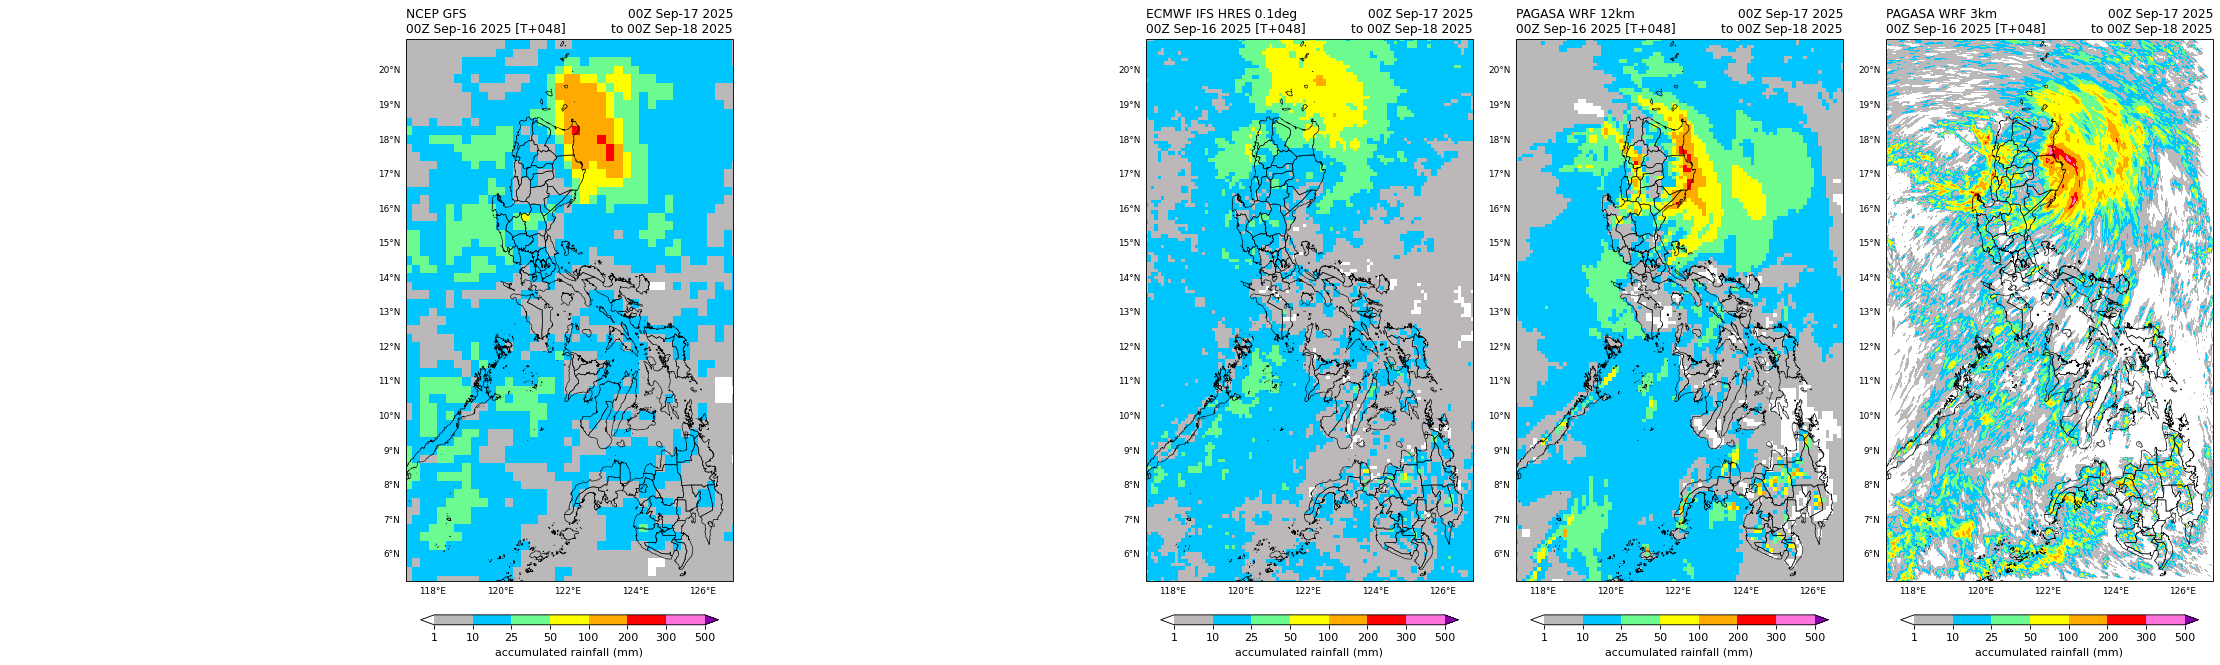 NCEP GFS 00Z Sep-17 2025
00Z Sep-16 2025 [T+048] to 00Z Sep-18 2025
20°N
19°N
18°N
17°N
16°N
15°N
14°N
13°N
12°N
11°N
10°N
9°N
8°N
7°N
6°N
118°E 120°E 122°E 124°E 126°E
1 10 25 50 100 200 300 500
accumulated rainfall (mm)
ECMWF IFS HRES 0.1deg 00Z Sep-17 2025
00Z Sep-16 2025 [T+048] to 00Z Sep-18 2025
20°N
19°N
18°N
17°N
16°N
15°N
14°N
13°N
12°N
11°N
10°N
9°N
8°N
7°N
6°N
118°E 120°E 122°E 124°E 126°E
1 10 25 50 100 200 300 500
accumulated rainfall (mm)
PAGASA WRF 12km 00Z Sep-17 2025
00Z Sep-16 2025 [T+048] to 00Z Sep-18 2025
20°N
19°N
18°N
17°N
16°N
15°N
14°N
13°N
12°N
11°N
10°N
9°N
8°N
7°N
6°N
118°E 120°E 122°E 124°E 126°E
1 10 25 50 100 200 300 500
accumulated rainfall (mm)
PAGASA WRF 3km 00Z Sep-17 2025
00Z Sep-16 2025 [T+048] to 00Z Sep-18 2025
20°N
19°N
18°N
17°N
16°N
15°N
14°N
13°N
12°N
11°N
10°N
9°N
8°N
7°N
6°N
118°E 120°E 122°E 124°E 126°E
1 10 25 50 100 200 300 500
accumulated rainfall (mm)